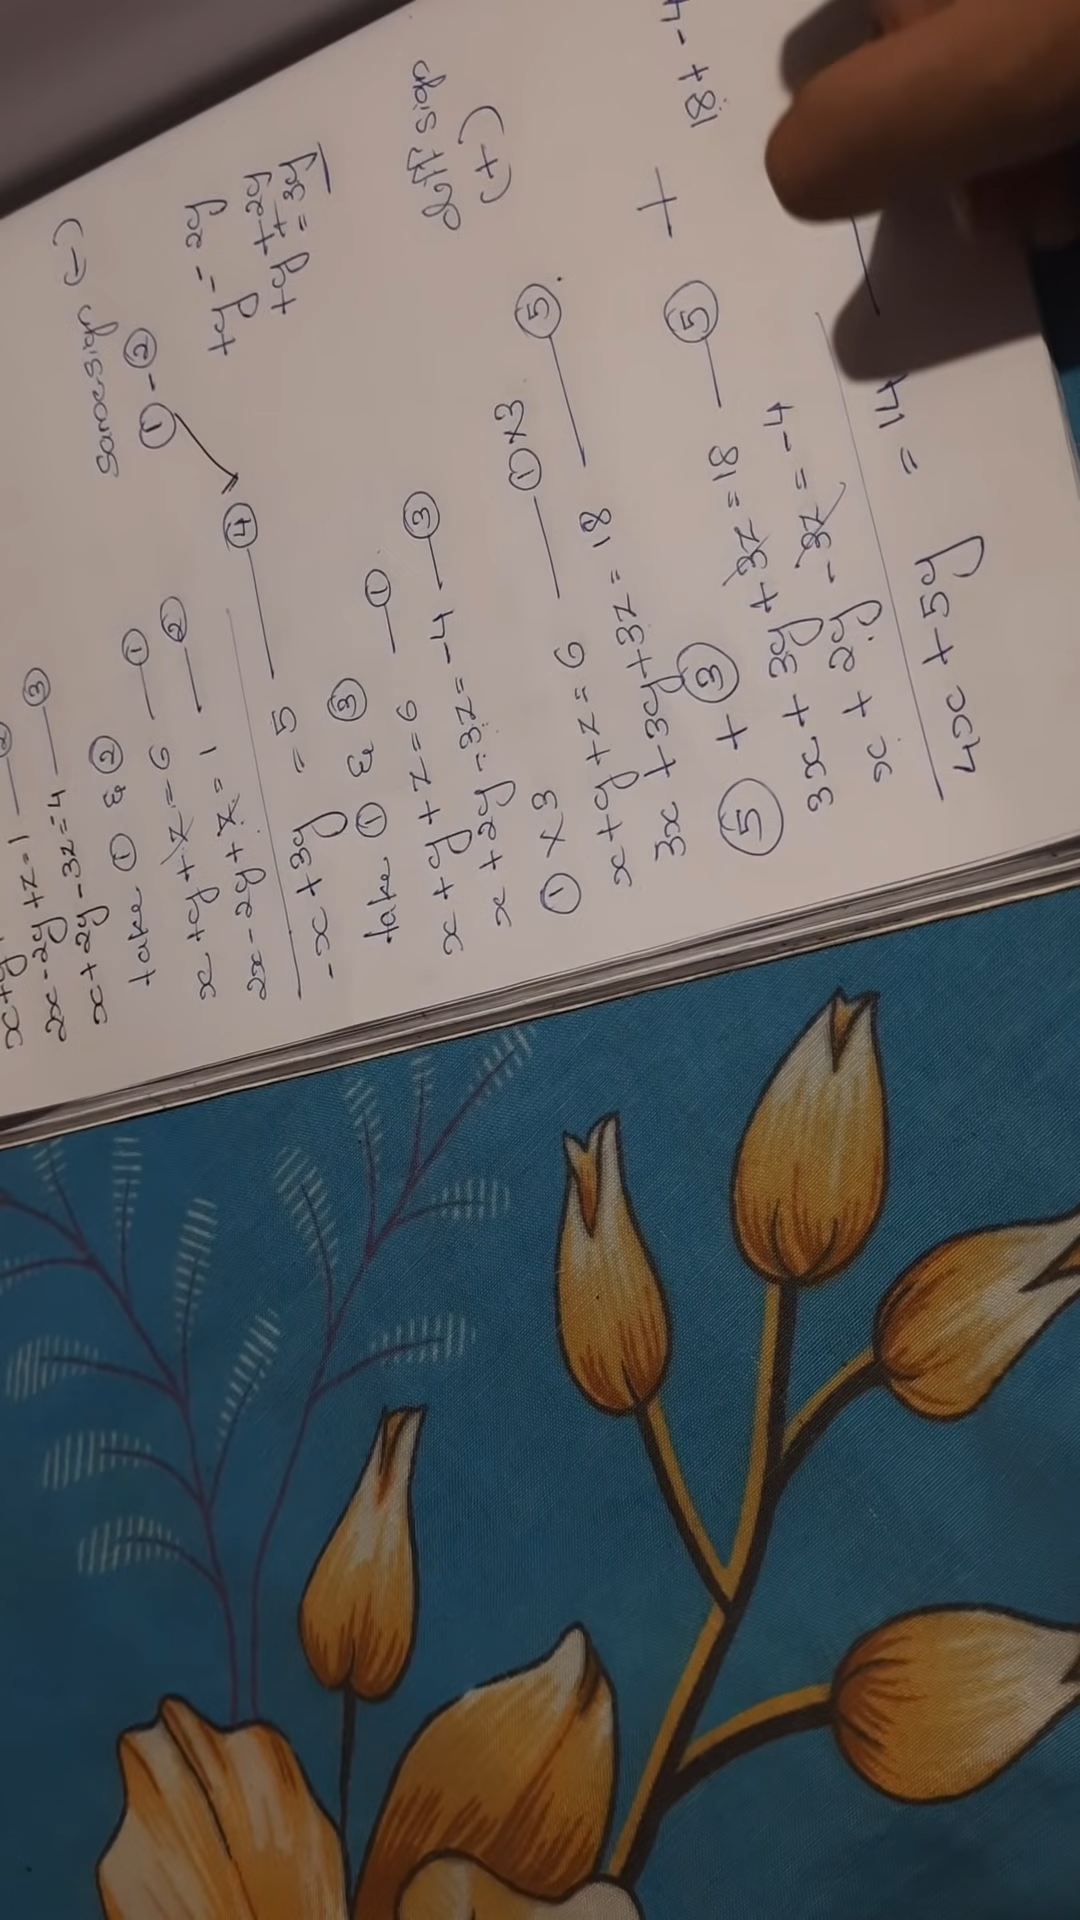 2x - 2y + z = 1 ——
x + 2y - 3z = -4 —— ③
take ① & ②
same sign (-)
x + y + z = 6 —— ①
① - ②
2x - 2y + z = 1 —— ②
+y - - 2y
+y + 2y
-x + 3y = 5 —— ④
+y + = 3y
take ① & ③
x + y + z = 6 —— ①
diff sign
x + 2y - 3z = -4 —— ③
(+)
① × 3
x + y + z = 6 —— ① × 3
3x + 3y + 3z = 18 —— ⑤
⑤ + ③
+
3x + 3y + 3z = 18 —— ⑤
18 + - 4
x + 2y - 3z = -4
4x + 5y = 14